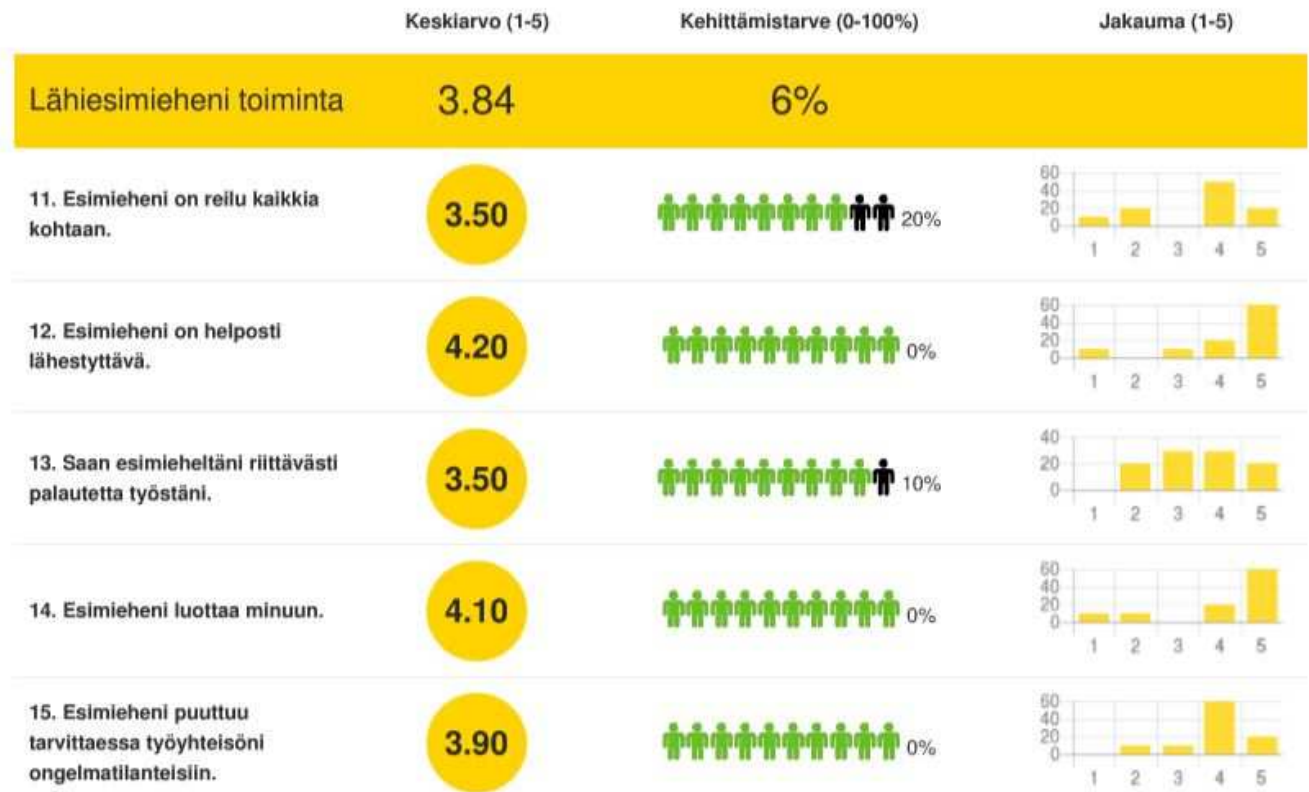 Keskiarvo (1-5) Kehittämistarve (0-100%) Jakauma (1-5)
Lähiesimieheni toiminta 3.84 6%
11. Esimieheni on reilu kaikkia
kohtaan.
3.50
20%
60
40
20
0
1 2 3 4 5
12. Esimieheni on helposti
lähestyttävä.
4.20
0%
60
40
20
0
1 2 3 4 5
13. Saan esimieheltäni riittävästi
palautetta työstäni.
3.50
10%
40
20
0
1 2 3 4 5
14. Esimieheni luottaa minuun.
4.10
0%
60
40
20
0
1 2 3 4 5
15. Esimieheni puuttuu
tarvittaessa työyhteisöni
ongelmatilanteisiin.
3.90
0%
60
40
20
0
1 2 3 4 5